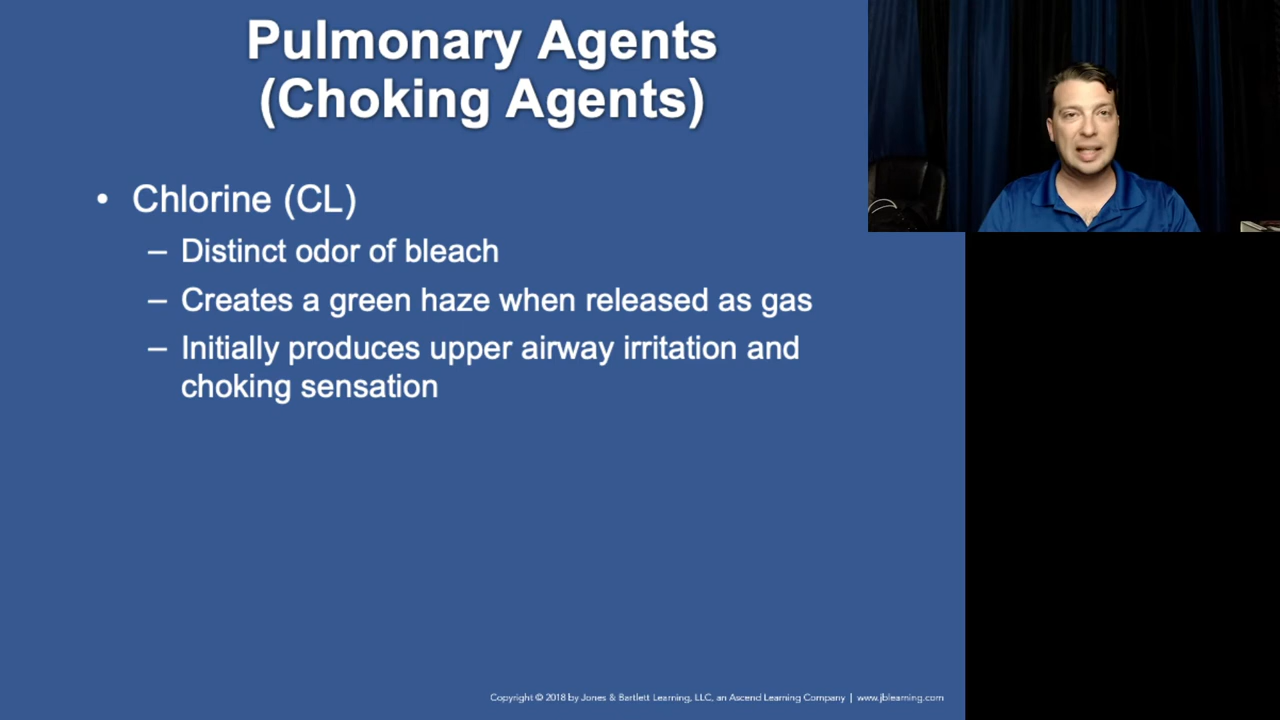 Pulmonary Agents
(Choking Agents)
• Chlorine (CL)
– Distinct odor of bleach
– Creates a green haze when released as gas
– Initially produces upper airway irritation and
choking sensation
Copyright © 2018 by Jones & Bartlett Learning, LLC, an Ascend Learning Company | www.jblearning.com